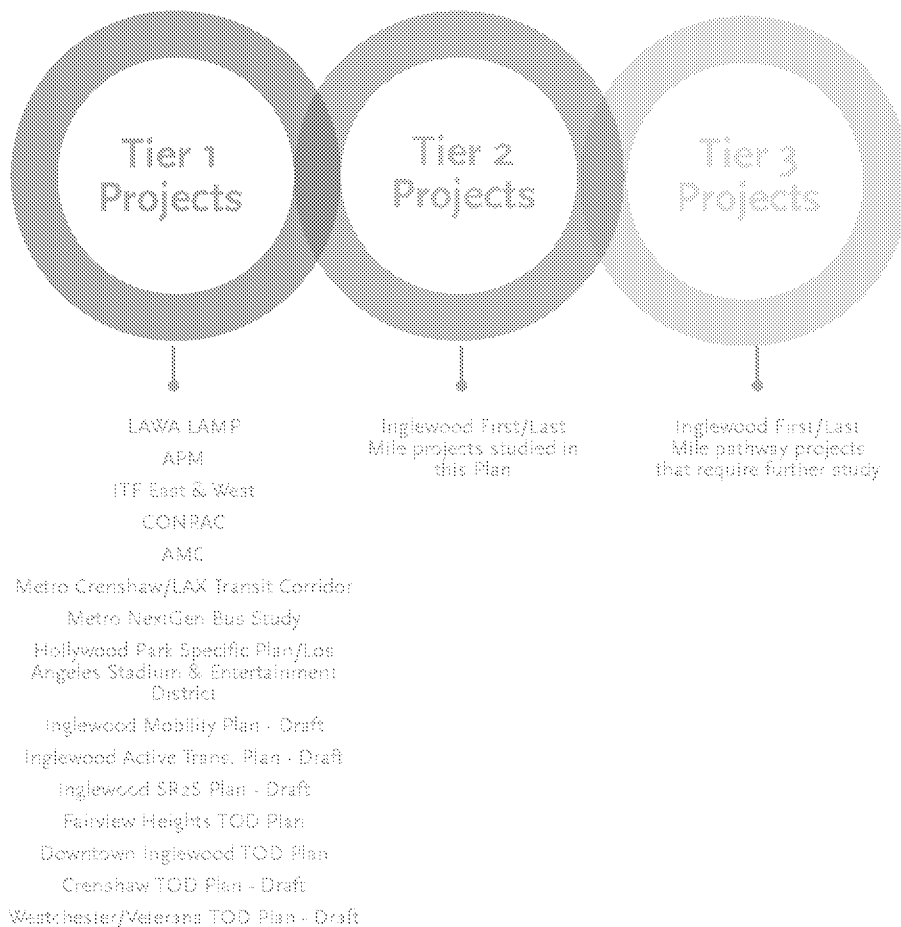 Tier 1
Projects
Tier 2
Projects
Tier 3
Projects
LAWA LAMP
APM
ITF East & West
CONRAC
AMC
Metro Crenshaw/LAX Transit Corridor
Metro NextGen Bus Study
Hollywood Park Specific Plan/Los
Angeles Stadium & Entertainment
District
Inglewood Mobility Plan - Draft
Inglewood Active Trans. Plan - Draft
Inglewood SR2S Plan - Draft
Fairview Heights TOD Plan
Downtown Inglewood TOD Plan
Crenshaw TOD Plan - Draft
Westchester/Veterans TOD Plan - Draft
Inglewood First/Last
Mile projects studied in
this Plan
Inglewood First/Last
Mile pathway projects
that require further study